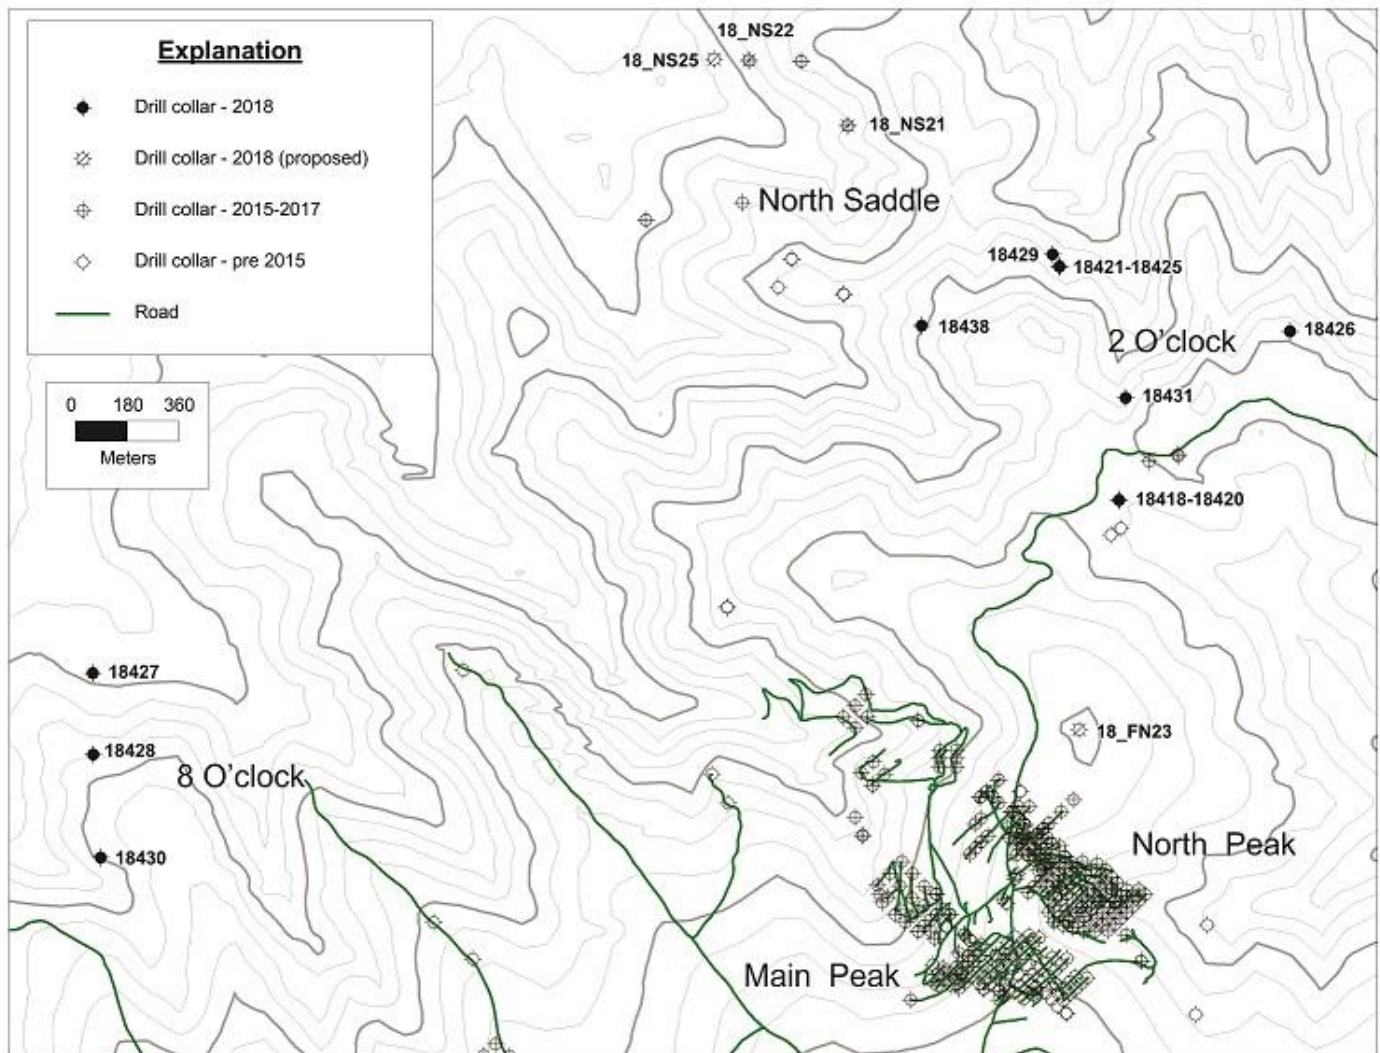 Explanation
Drill collar - 2018
Drill collar - 2018 (proposed)
Drill collar - 2015-2017
Drill collar - pre 2015
Road
0 180 360
Meters
18_NS22
18_NS25
18_NS21
North Saddle
18429
18421-18425
18438
2 O'clock
18426
18431
18418-18420
18427
18428
8 O'clock
18430
18_FN23
North Peak
Main Peak